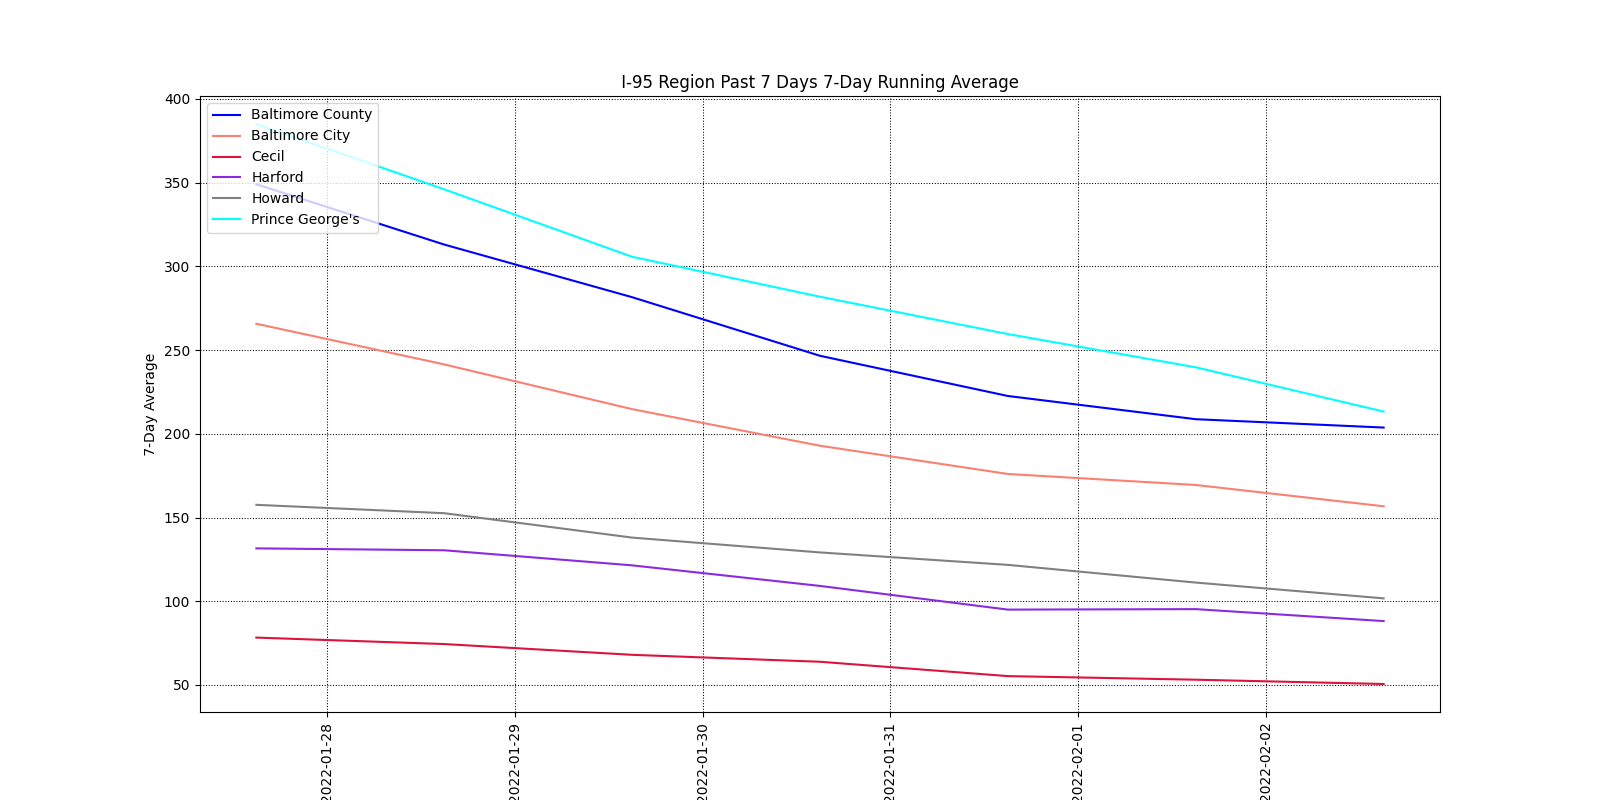 I-95 Region Past 7 Days 7-Day Running Average
400
350
300
250
200
150
100
50
7-Day Average
Baltimore County
Baltimore City
Cecil
Harford
Howard
Prince George's
2022-01-28
2022-01-29
2022-01-30
2022-01-31
2022-02-01
2022-02-02